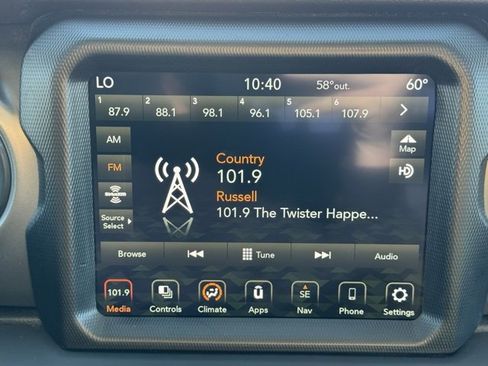 LO 10:40 58°out. 60°
1 2 3 4 5 6
87.9 88.1 98.1 96.1 105.1 107.9
AM
FM
SiriusXM
Source
Select
Country
101.9
Russell
101.9 The Twister Happe...
Map
HD
Browse Tune Audio
101.9 SE
Media Controls Climate Apps Nav Phone Settings